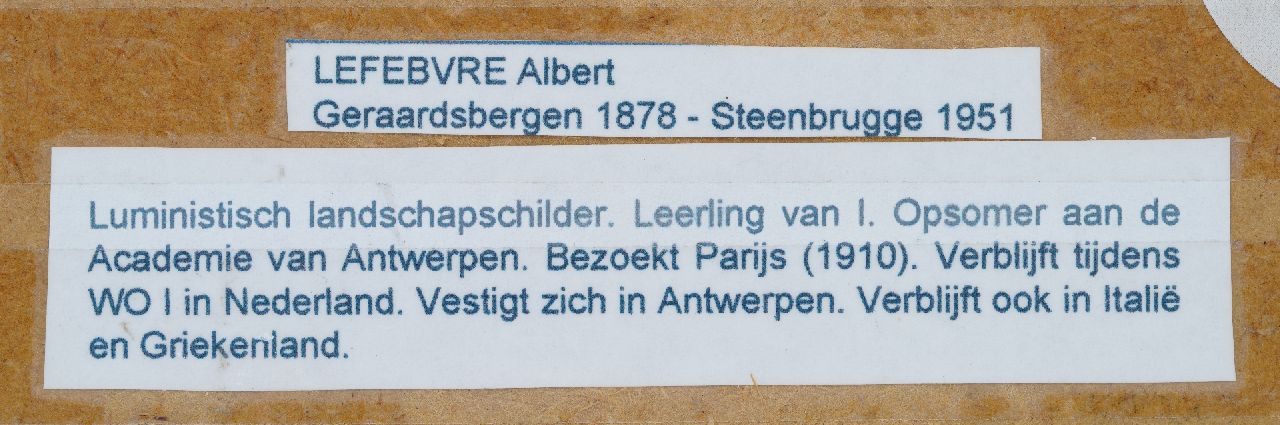 LEFEBVRE Albert
Geraardsbergen 1878 - Steenbrugge 1951
Luministisch landschapschilder. Leerling van I. Opsomer aan de
Academie van Antwerpen. Bezoekt Parijs (1910). Verblijft tijdens
WO I in Nederland. Vestigt zich in Antwerpen. Verblijft ook in Italië
en Griekenland.